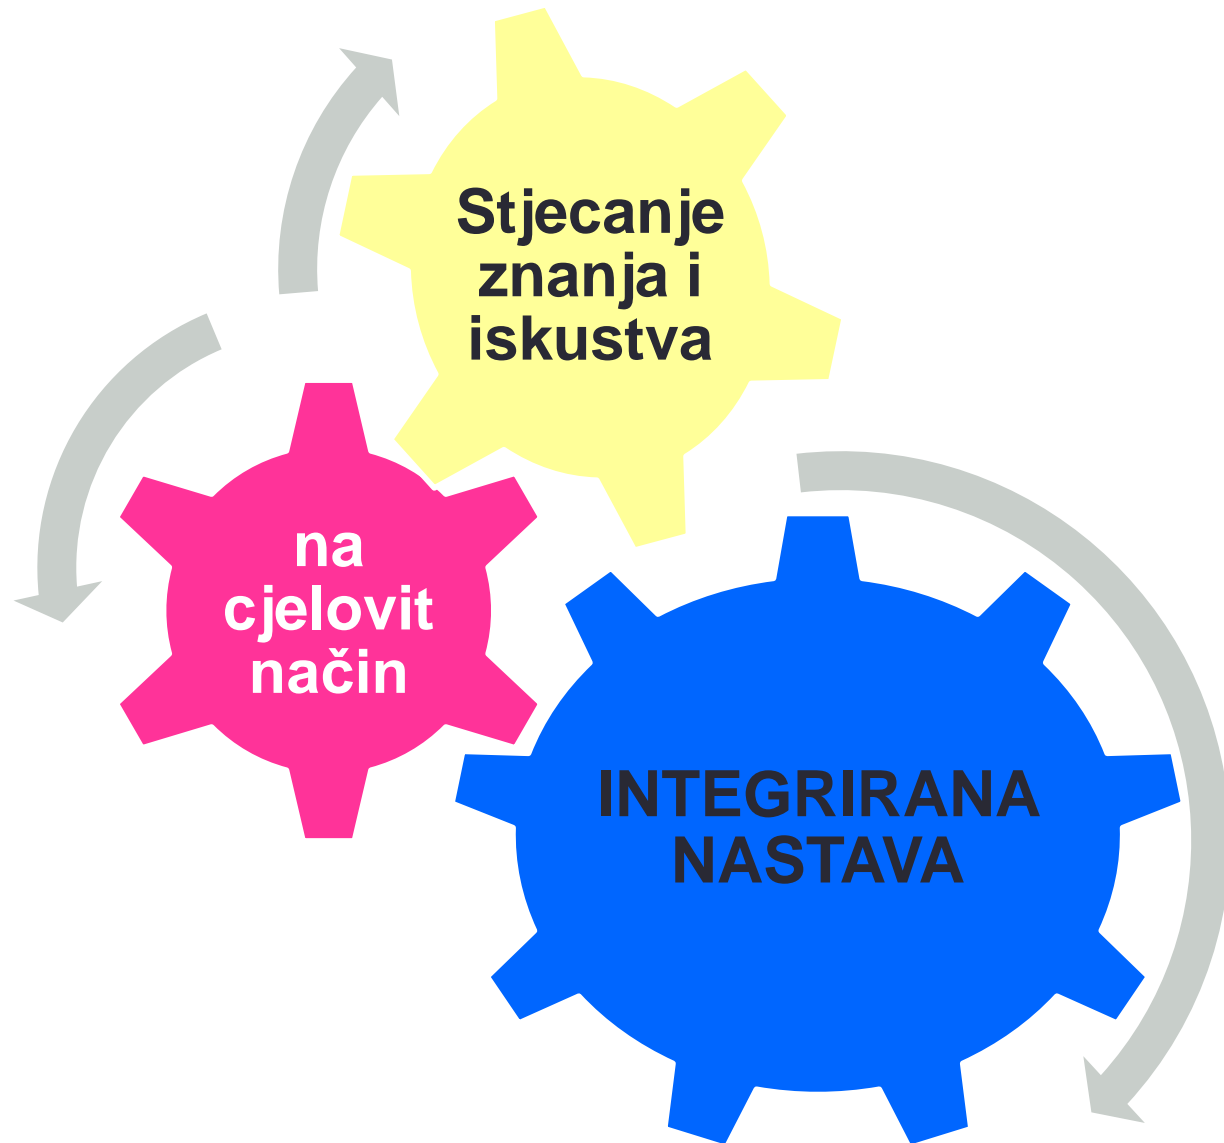 Stjecanje
znanja i
iskustva
na
cjelovit
način
INTEGRIRANA
NASTAVA